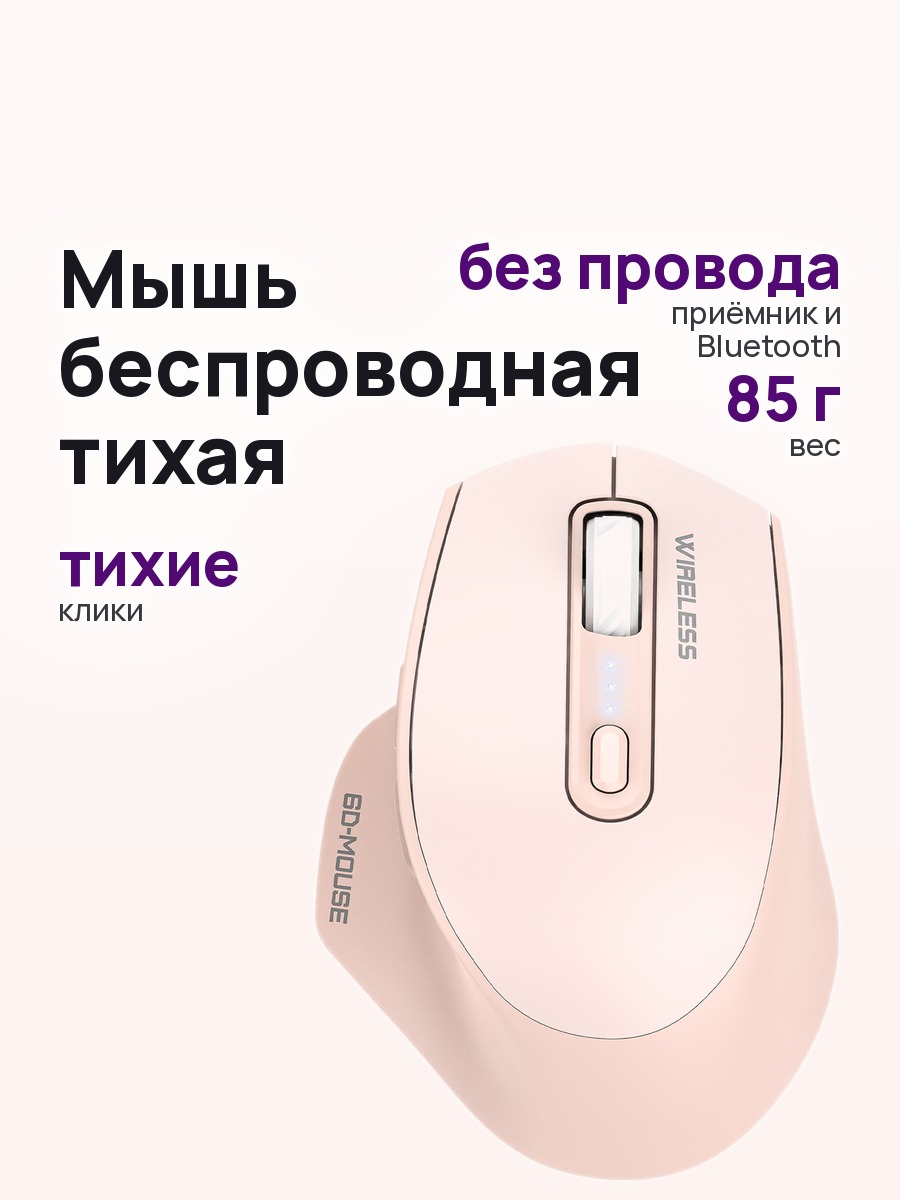 Мышь
беспроводная
тихая
без провода
приёмник и
Bluetooth
85 г
вес
тихие
клики
WIRELESS
6D-MOUSE